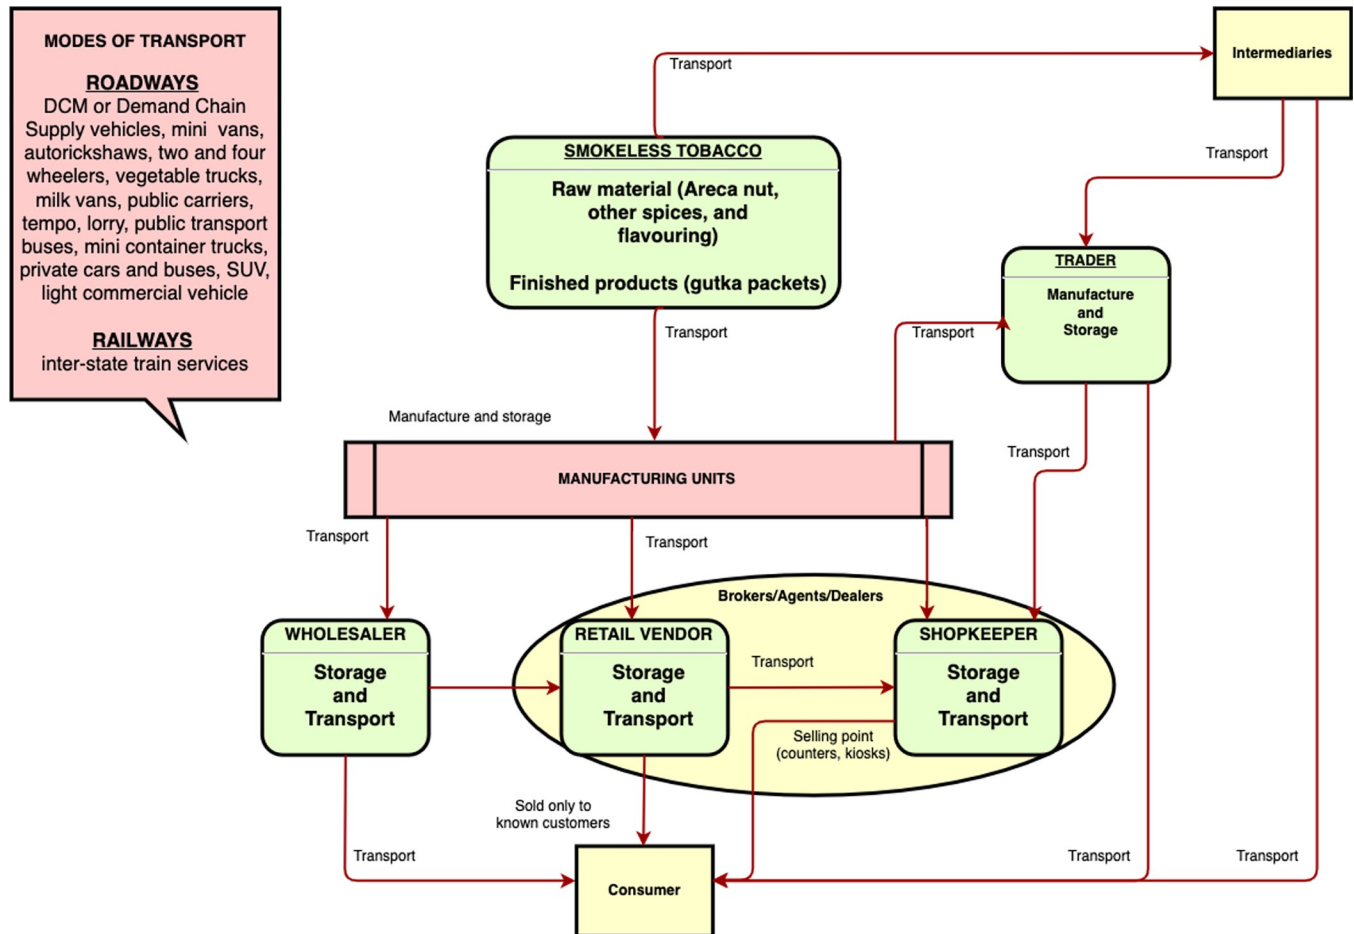 MODES OF TRANSPORT
ROADWAYS
DCM or Demand Chain
Supply vehicles, mini vans,
autorickshaws, two and four
wheelers, vegetable trucks,
milk vans, public carriers,
tempo, lorry, public transport
buses, mini container trucks,
private cars and buses, SUV,
light commercial vehicle
RAILWAYS
inter-state train services
Transport
Intermediaries
SMOKELESS TOBACCO
Raw material (Areca nut,
other spices, and
flavouring)
Finished products (gutka packets)
Transport
TRADER
Manufacture
and
Storage
Transport
Transport
Manufacture and storage
MANUFACTURING UNITS
Transport
Transport
Transport
Brokers/Agents/Dealers
WHOLESALER
Storage
and
Transport
RETAIL VENDOR
Storage
and
Transport
Transport
SHOPKEEPER
Storage
and
Transport
Selling point
(counters, kiosks)
Sold only to
known customers
Transport
Consumer
Transport
Transport